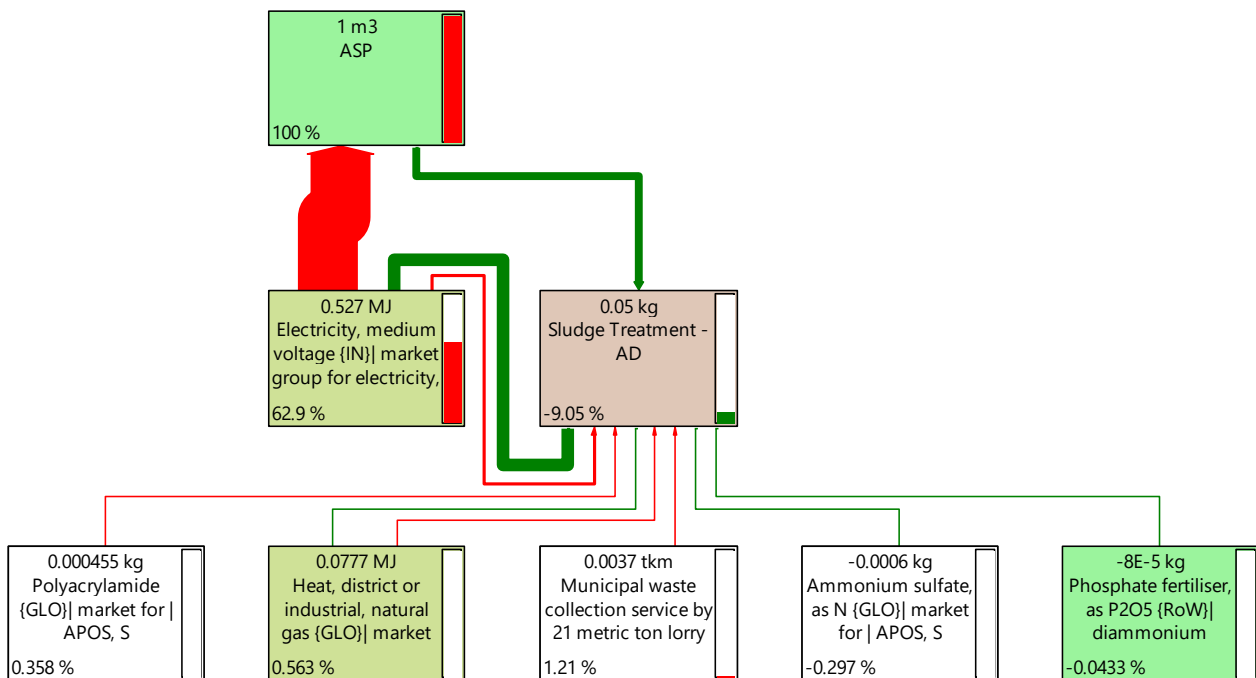 1 m3
ASP
100 %
0.527 MJ
Electricity, medium
voltage {IN}| market
group for electricity,
62.9 %
0.05 kg
Sludge Treatment -
AD
-9.05 %
0.000455 kg
Polyacrylamide
{GLO}| market for |
APOS, S
0.358 %
0.0777 MJ
Heat, district or
industrial, natural
gas {GLO}| market
0.563 %
0.0037 tkm
Municipal waste
collection service by
21 metric ton lorry
1.21 %
-0.0006 kg
Ammonium sulfate,
as N {GLO}| market
for | APOS, S
-0.297 %
-8E-5 kg
Phosphate fertiliser,
as P2O5 {RoW}|
diammonium
-0.0433 %